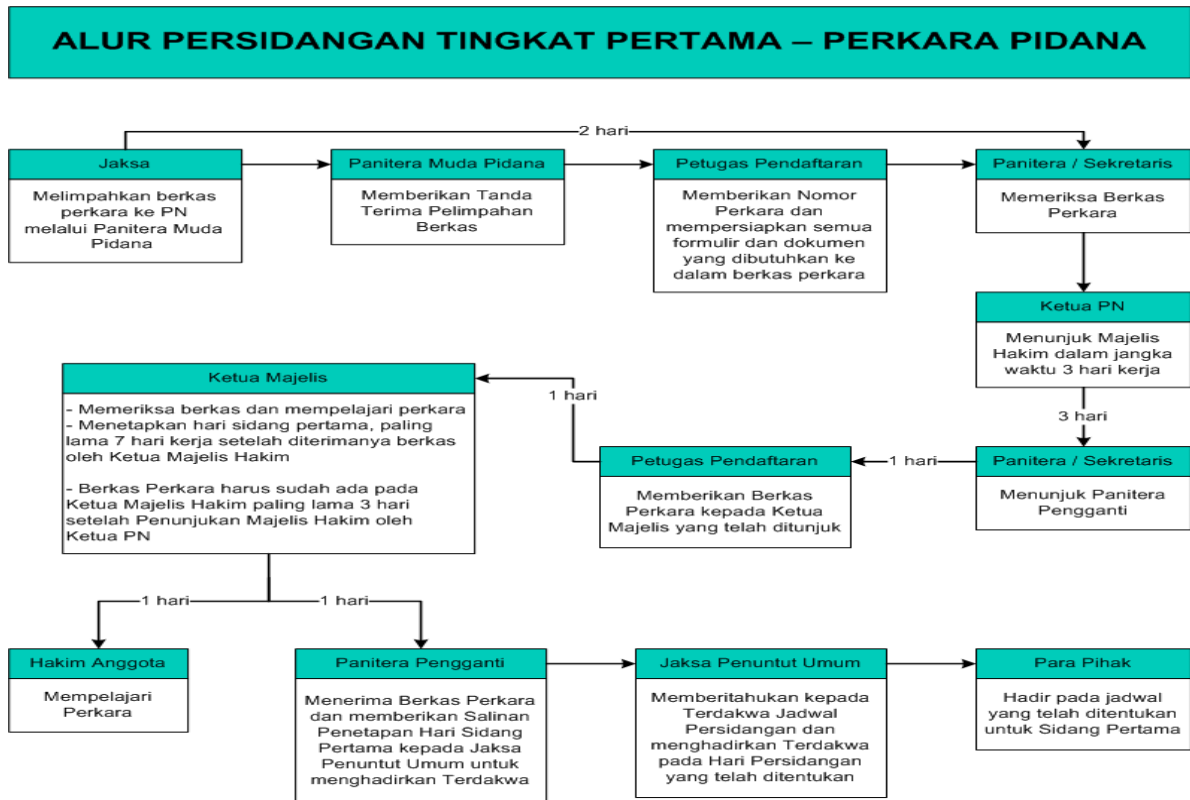 ALUR PERSIDANGAN TINGKAT PERTAMA – PERKARA PIDANA
2 hari
Jaksa
Melimpahkan berkas
perkara ke PN
melalui Panitera Muda
Pidana
Panitera Muda Pidana
Memberikan Tanda
Terima Pelimpahan
Berkas
Petugas Pendaftaran
Memberikan Nomor
Perkara dan
mempersiapkan semua
formulir dan dokumen
yang dibutuhkan ke
dalam berkas perkara
Panitera / Sekretaris
Memeriksa Berkas
Perkara
Ketua PN
Menunjuk Majelis
Hakim dalam jangka
waktu 3 hari kerja
3 hari
Panitera / Sekretaris
Menunjuk Panitera
Pengganti
1 hari
Petugas Pendaftaran
Memberikan Berkas
Perkara kepada Ketua
Majelis yang telah ditunjuk
1 hari
Ketua Majelis
- Memeriksa berkas dan mempelajari perkara
- Menetapkan hari sidang pertama, paling
lama 7 hari kerja setelah diterimanya berkas
oleh Ketua Majelis Hakim
- Berkas Perkara harus sudah ada pada
Ketua Majelis Hakim paling lama 3 hari
setelah Penunjukan Majelis Hakim oleh
Ketua PN
1 hari
1 hari
Hakim Anggota
Mempelajari
Perkara
Panitera Pengganti
Menerima Berkas Perkara
dan memberikan Salinan
Penetapan Hari Sidang
Pertama kepada Jaksa
Penuntut Umum untuk
menghadirkan Terdakwa
Jaksa Penuntut Umum
Memberitahukan kepada
Terdakwa Jadwal
Persidangan dan
menghadirkan Terdakwa
pada Hari Persidangan
yang telah ditentukan
Para Pihak
Hadir pada jadwal
yang telah ditentukan
untuk Sidang Pertama